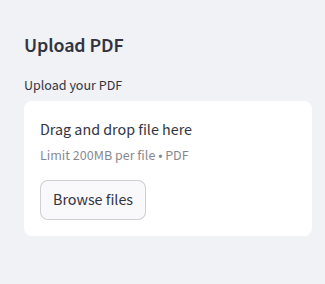 Upload PDF
Upload your PDF
Drag and drop file here
Limit 200MB per file • PDF
Browse files